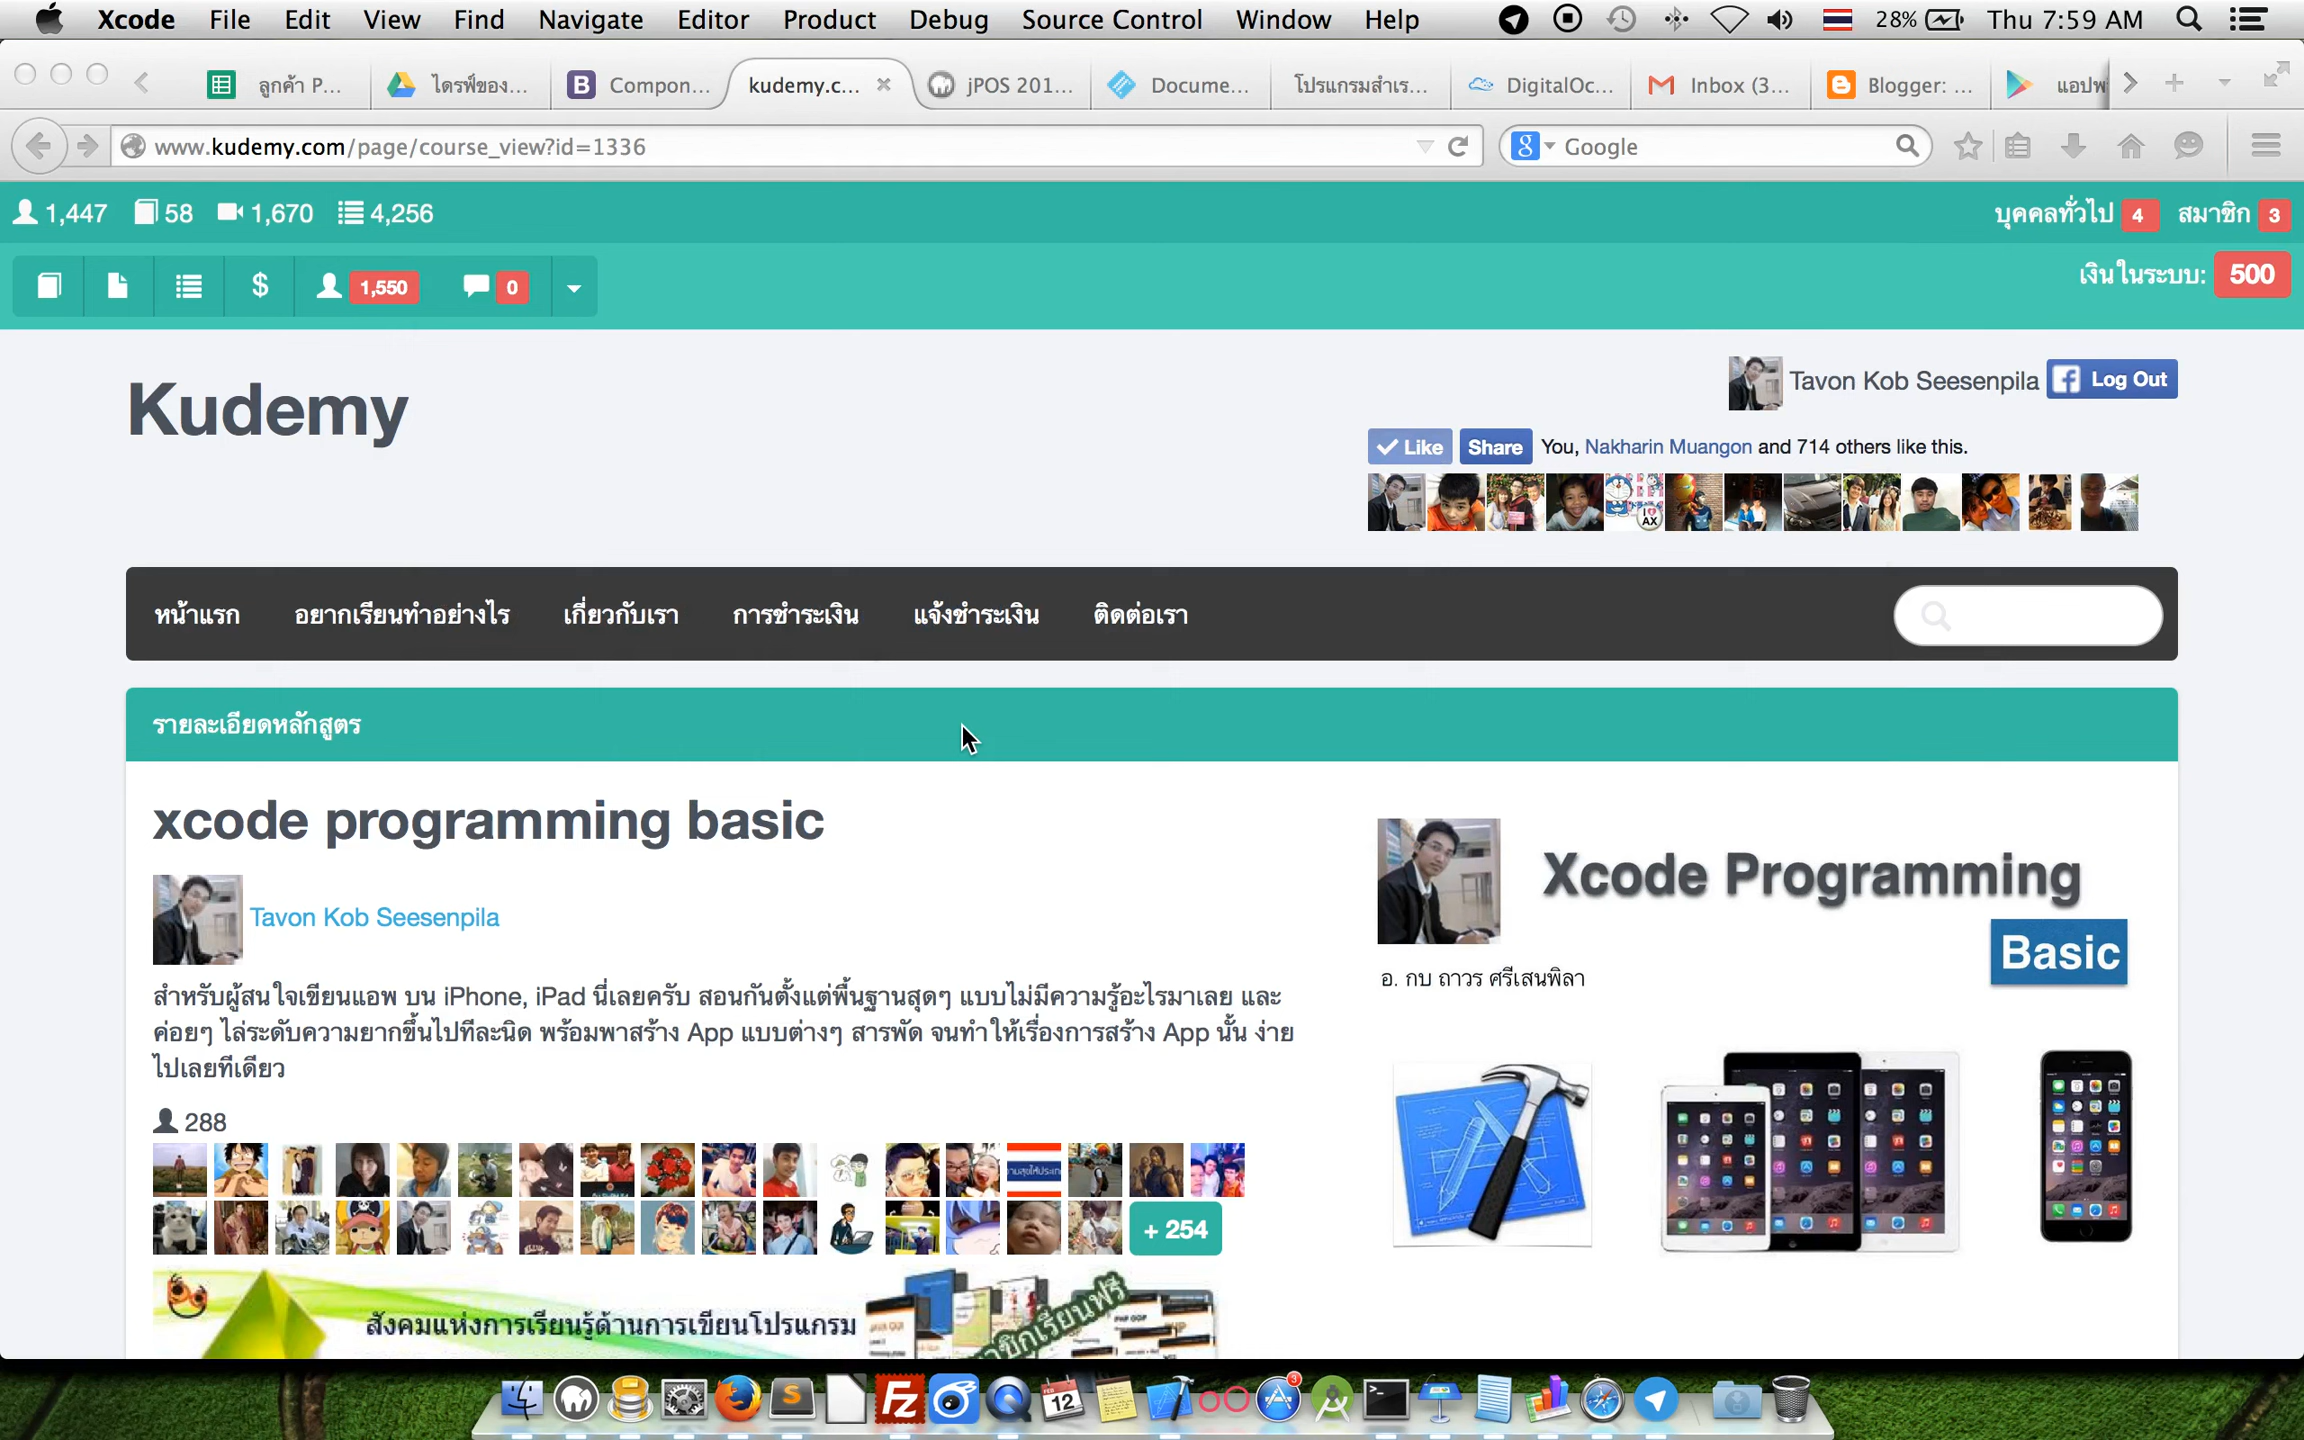 Xcode File Edit View Find Navigate Editor Product Debug Source Control Window Help 28% Thu 7:59 AM
ลูกค้า P... ไดรฟ์ของ... Compon... kudemy.c... jPOS 201... Docume... โปรแกรมสำเร... DigitalOc... Inbox (3... Blogger: ... แอปพ
www.kudemy.com/page/course_view?id=1336 Google
1,447 58 1,670 4,256 บุคคลทั่วไป 4 สมาชิก 3
$ 1,550 0 เงินในระบบ: 500
Tavon Kob Seesenpila Log Out
Kudemy
Like Share You, Nakharin Muangon and 714 others like this.
I AX
หน้าแรก อยากเรียนทำอย่างไร เกี่ยวกับเรา การชำระเงิน แจ้งชำระเงิน ติดต่อเรา
รายละเอียดหลักสูตร
xcode programming basic
Tavon Kob Seesenpila
Xcode Programming
Basic
อ. กบ ถาวร ศรีเสนพิลา
สำหรับผู้สนใจเขียนแอพ บน iPhone, iPad นี่เลยครับ สอนกันตั้งแต่พื้นฐานสุดๆ แบบไม่มีความรู้อะไรมาเลย และ
ค่อยๆ ไล่ระดับความยากขึ้นไปทีละนิด พร้อมพาสร้าง App แบบต่างๆ สารพัด จนทำให้เรื่องการสร้าง App นั้น ง่าย
ไปเลยทีเดียว
288
+ 254
สังคมแห่งการเรียนรู้ด้านการเขียนโปรแกรม
FEB 12 3